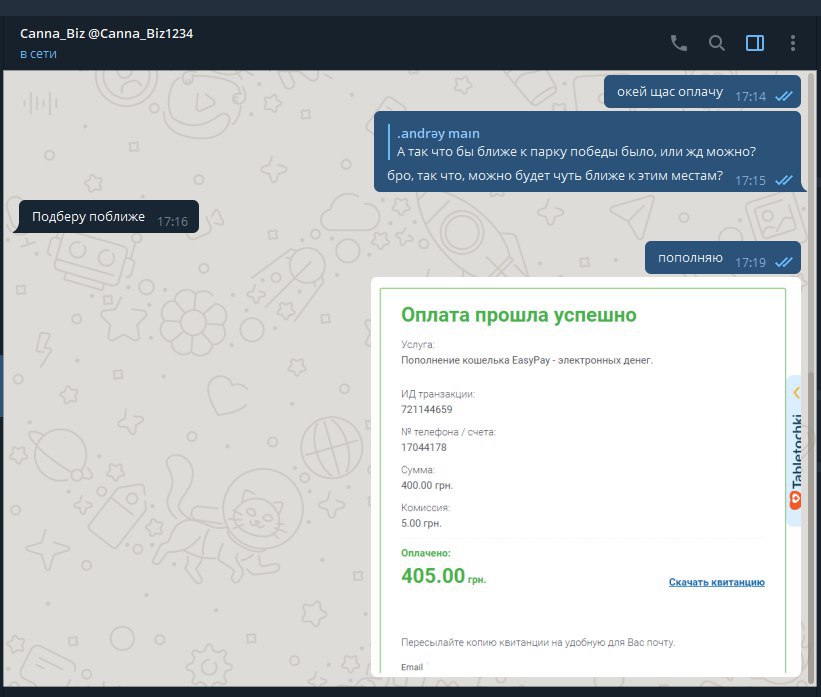 Canna_Biz @Canna_Biz1234
в сети
окей щас оплачу 17:14
.andrəy maın
А так что бы ближе к парку победы было, или жд можно?
бро, так что, можно будет чуть ближе к этим местам? 17:15
Подберу поближе 17:16
пополняю 17:19
Оплата прошла успешно
Услуга:
Пополнение кошелька EasyPay - электронных денег.
ИД транзакции:
721144659
№ телефона / счета:
17044178
Сумма:
400.00 грн.
Комиссия:
5.00 грн.
Оплачено:
405.00 грн.
Скачать квитанцию
Пересылайте копию квитанции на удобную для Вас почту.
Email
Tabletochki